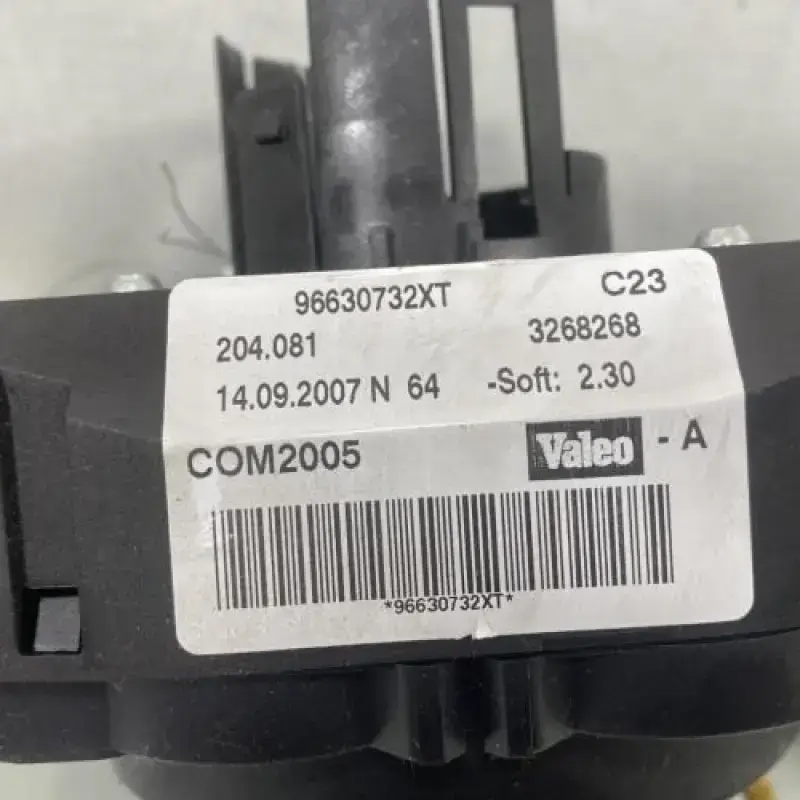 96630732XT C23
204.081 3268268
14.09.2007 N 64 -Soft: 2.30
COM2005 Valeo - A
*96630732XT*